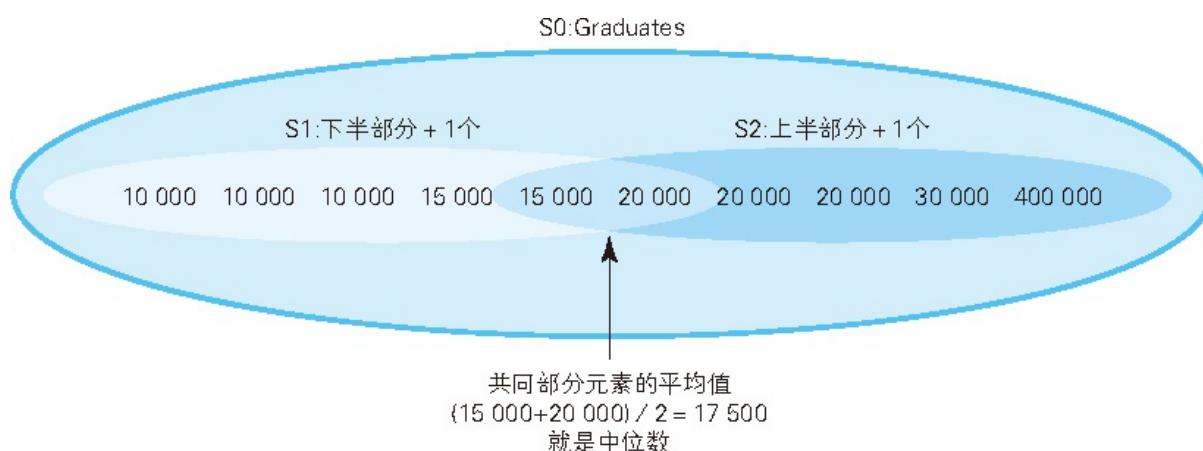 S0:Graduates
S1:下半部分 + 1个
S2:上半部分 + 1个
10 000 10 000 10 000 15 000 15 000 20 000 20 000 20 000 30 000 400 000
共同部分元素的平均值
(15 000+20 000) / 2 = 17 500
就是中位数